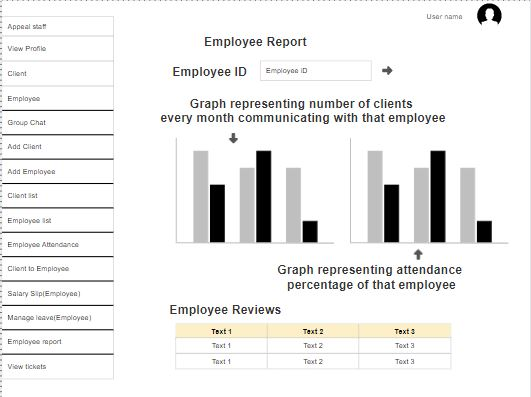 User name
Appeal staff
View Profile
Client
Employee
Group Chat
Add Client
Add Employee
Client list
Employee list
Employee Attendance
Client to Employee
Salary Slip(Employee)
Manage leave(Employee)
Employee report
View tickets
Employee Report
Employee ID
Employee iD
Graph representing number of clients
every month communicating with that employee
Graph representing attendance
percentage of that employee
Employee Reviews
Text 1 Text 2 Text 3
Text 1 Text 2 Text 3
Text 1 Text 2 Text 3